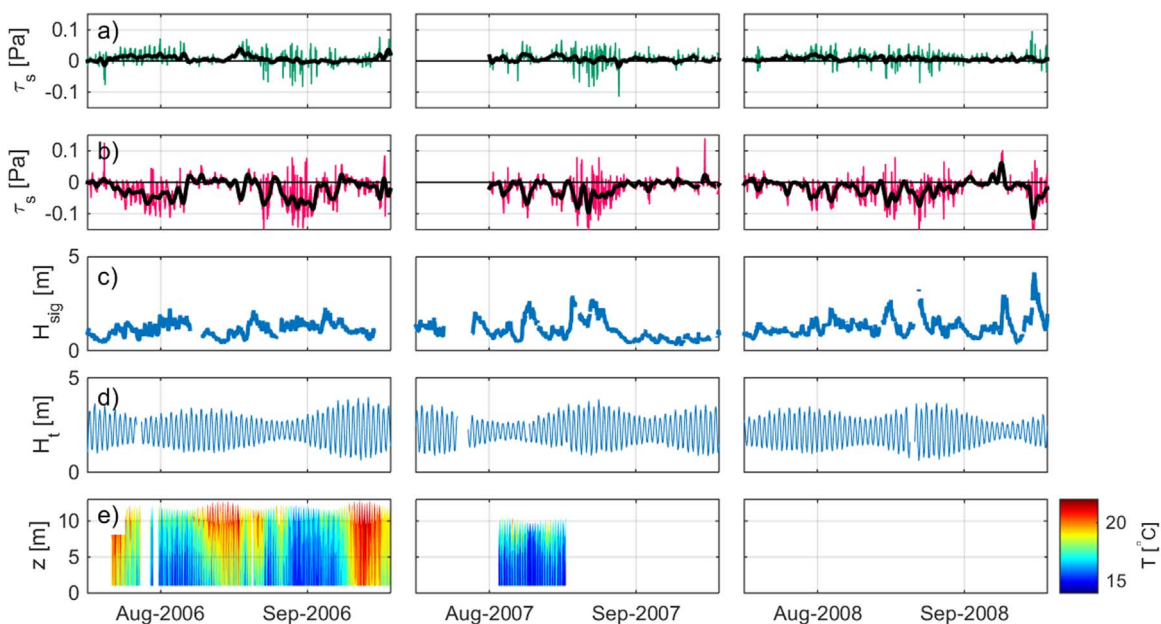 a)
τs [Pa]
0.1
0
-0.1
b)
τs [Pa]
0.1
0
-0.1
c)
Hsig [m]
5
0
d)
Ht [m]
5
0
e)
z [m]
10
5
0
20
15
T [°C]
Aug-2006 Sep-2006 Aug-2007 Sep-2007 Aug-2008 Sep-2008